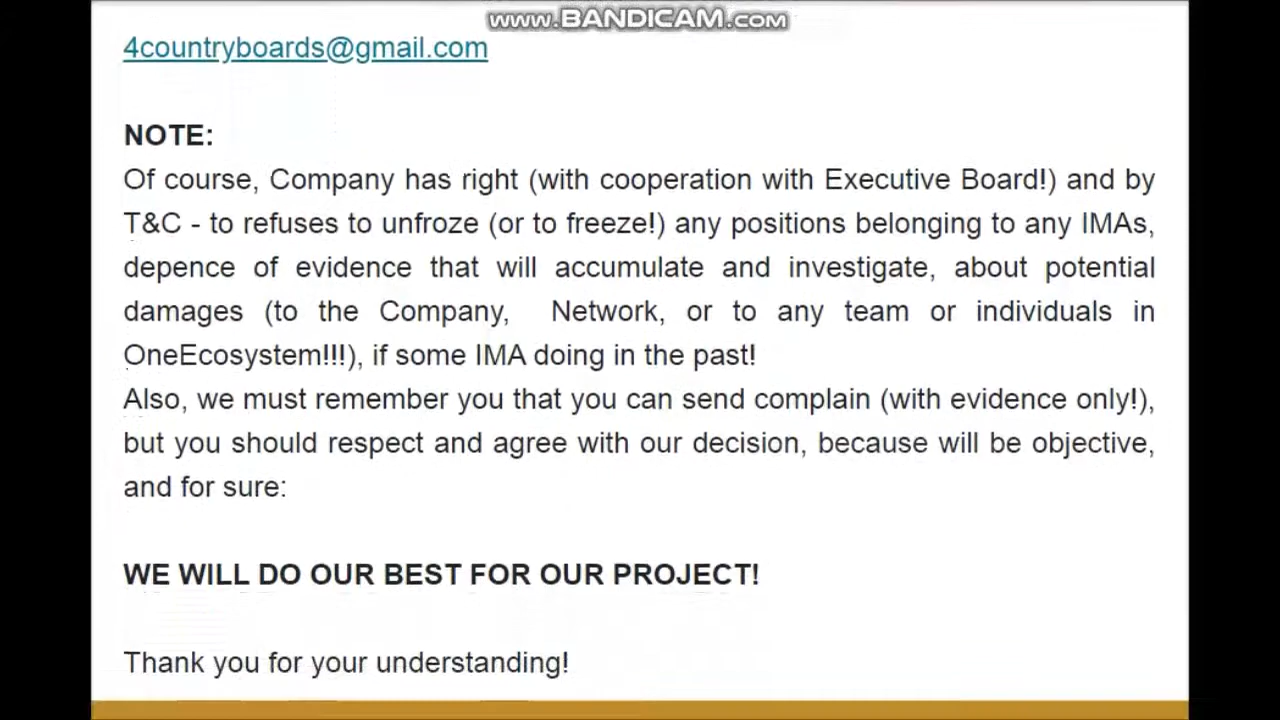 www.BANDICAM.com
4countryboards@gmail.com
NOTE:
Of course, Company has right (with cooperation with Executive Board!) and by
T&C - to refuses to unfroze (or to freeze!) any positions belonging to any IMAs,
depence of evidence that will accumulate and investigate, about potential
damages (to the Company, Network, or to any team or individuals in
OneEcosystem!!!), if some IMA doing in the past!
Also, we must remember you that you can send complain (with evidence only!),
but you should respect and agree with our decision, because will be objective,
and for sure:
WE WILL DO OUR BEST FOR OUR PROJECT!
Thank you for your understanding!